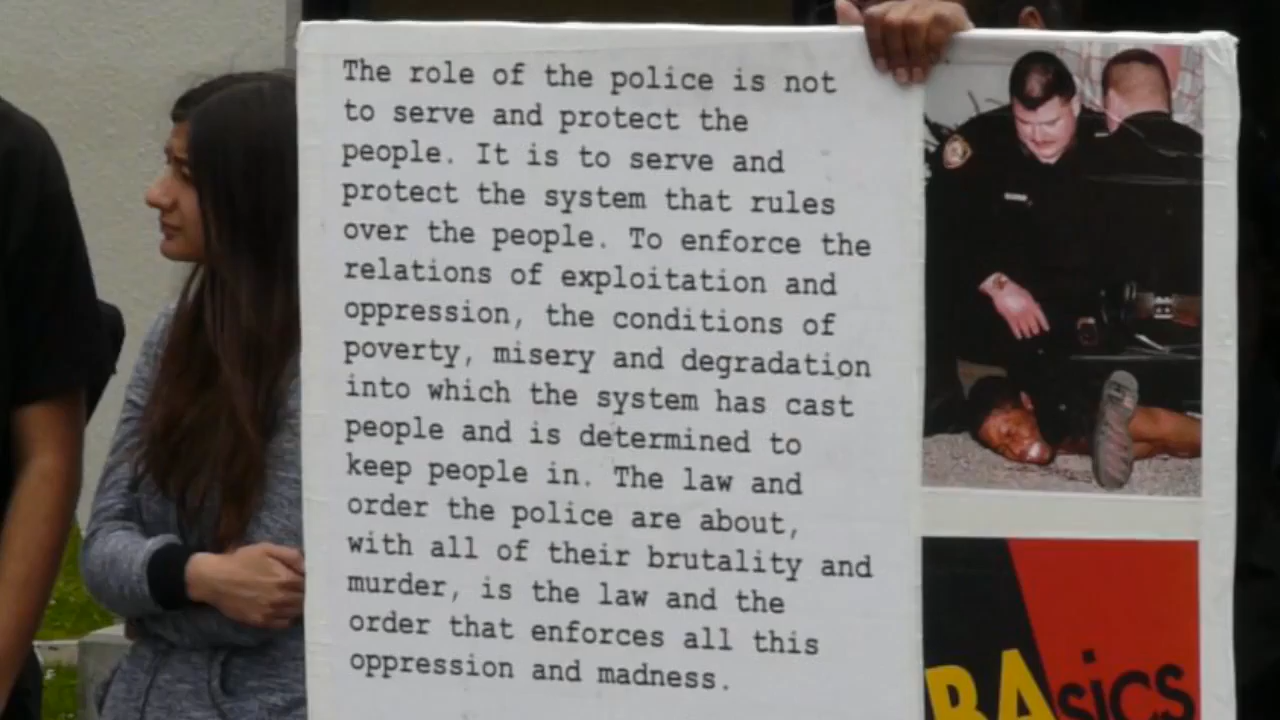 The role of the police is not
to serve and protect the
people. It is to serve and
protect the system that rules
over the people. To enforce the
relations of exploitation and
oppression, the conditions of
poverty, misery and degradation
into which the system has cast
people and is determined to
keep people in. The law and
order the police are about,
with all of their brutality and
murder, is the law and the
order that enforces all this
oppression and madness.
BAsics